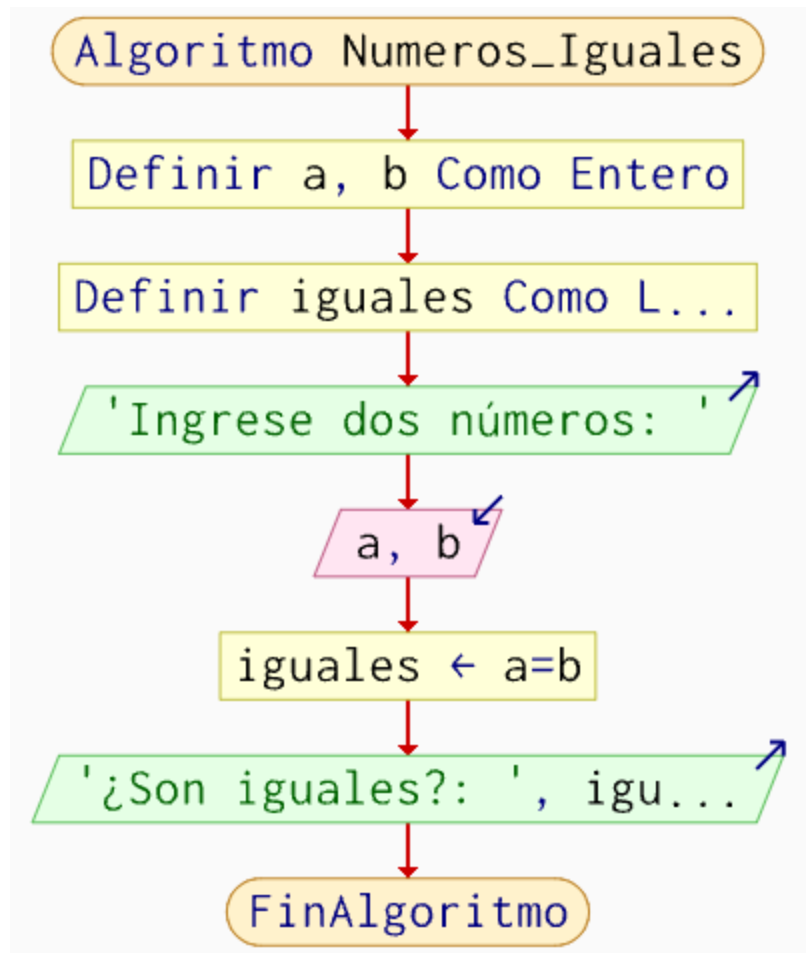 Algoritmo Numeros_Iguales
Definir a, b Como Entero
Definir iguales Como L...
'Ingrese dos números: '
a, b
iguales ← a=b
'¿Son iguales?: ', igu...
FinAlgoritmo